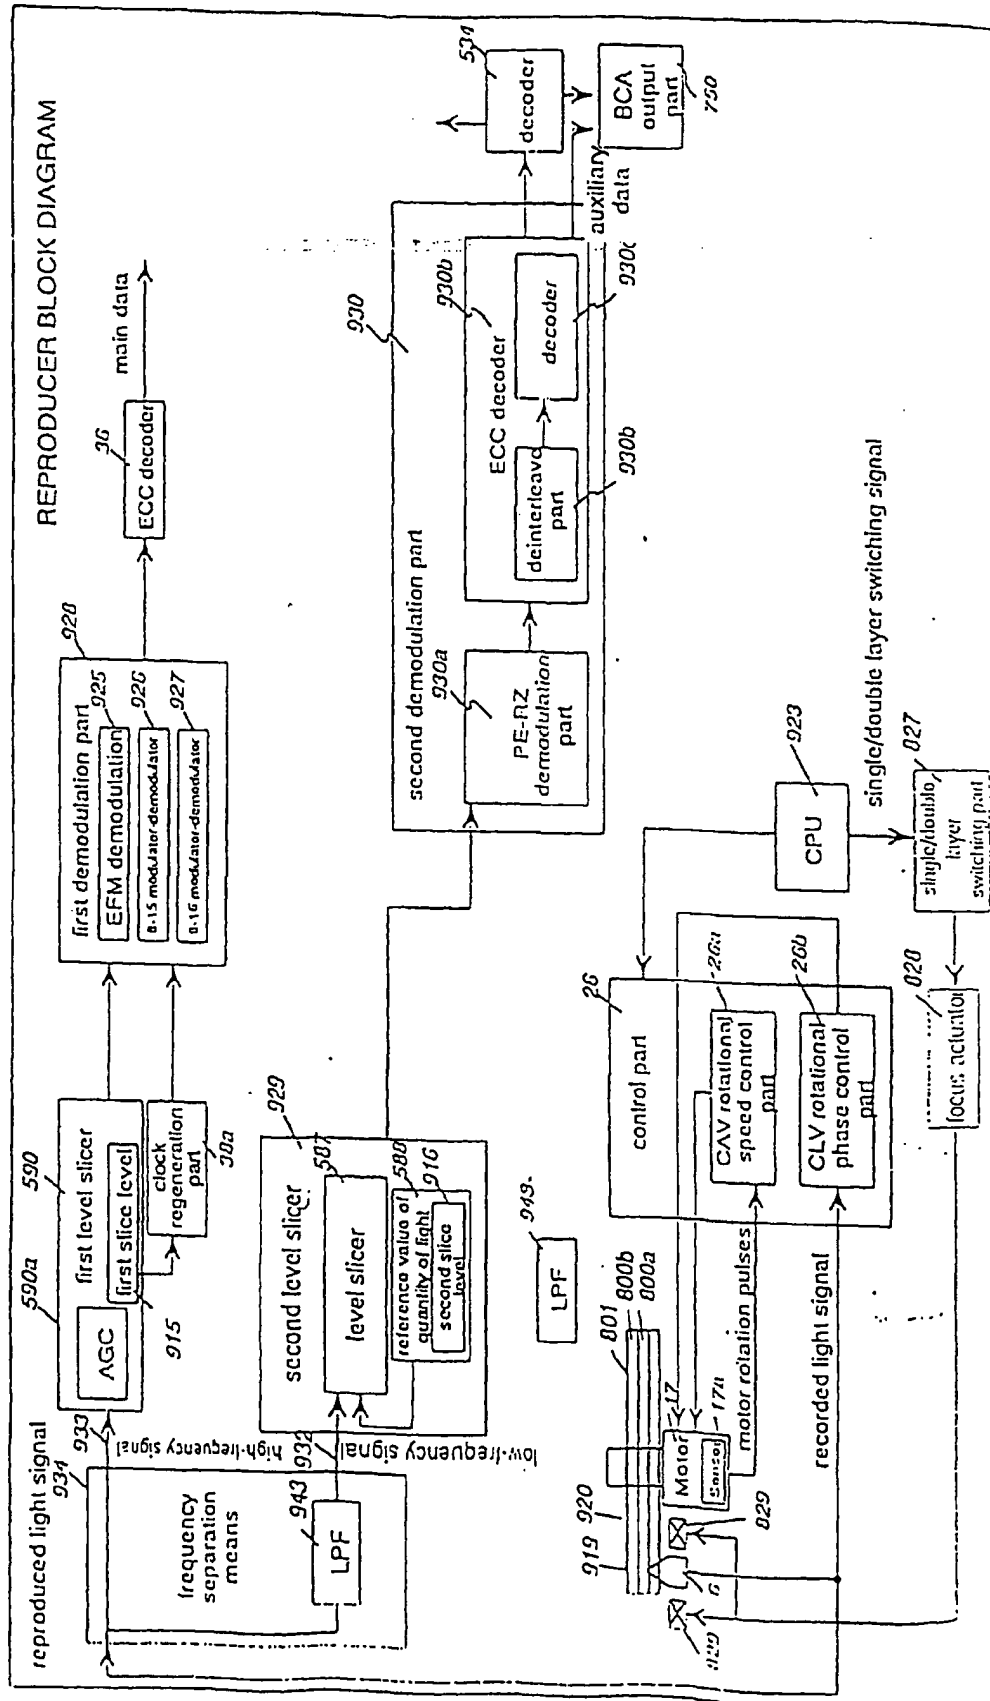 REPRODUCER BLOCK DIAGRAM
reproduced light signal
934
933
high-frequency signal
frequency
separation
means
943
LPF
932
low-frequency signal
590a
590
first level slicer
AGC
first slice level
915
clock
regeneration
part
38a
928
first demodulation part
EFM demodulation
925
8-15 modulator-demodulator
926
8-16 modulator-demodulator
927
36
ECC decoder
main data
929
second level slicer
587
level slicer
588
reference value of
quantity of light
916
second slice
level
930
second demodulation part
930a
PE-RZ
demodulation
part
930b
ECC decoder
deinterleave
part
930b
decoder
534
decoder
auxiliary
data
BCA
output
part
750
943
LPF
801
800b
800a
919
920
17
Motor
17a
Sensor
motor rotation pulses
829
6
recorded light signal
26
control part
26a
CAV rotational
speed control
part
26b
CLV rotational
phase control
part
923
CPU
single/double layer switching signal
827
single/double
layer
switching part
828
focus actuator